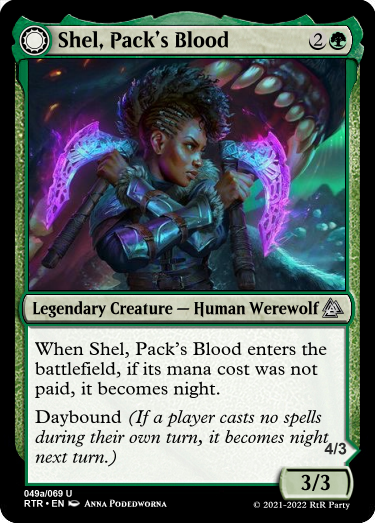 Shel, Pack's Blood 2
Legendary Creature — Human Werewolf
When Shel, Pack's Blood enters the
battlefield, if its mana cost was not
paid, it becomes night.
Daybound (If a player casts no spells
during their own turn, it becomes night
next turn.)
4/3
3/3
049a/069 U
RTR • EN Anna Podedworna
© 2021-2022 RtR Party